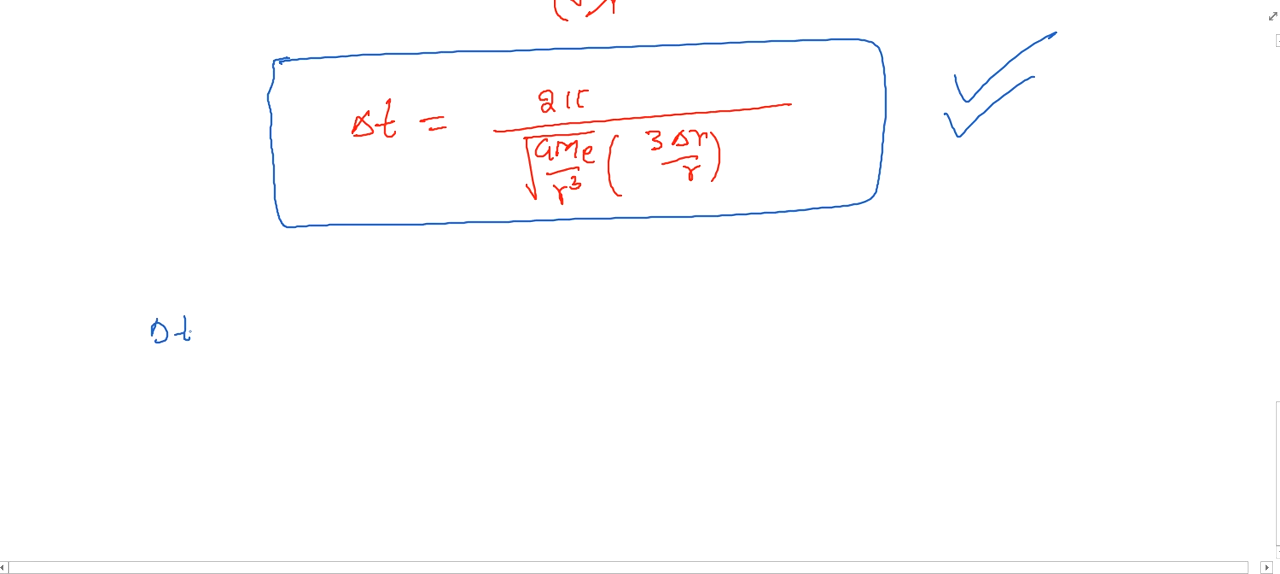 Δt = 2π / √(GMe/r³) (3Δr/r)
Δt